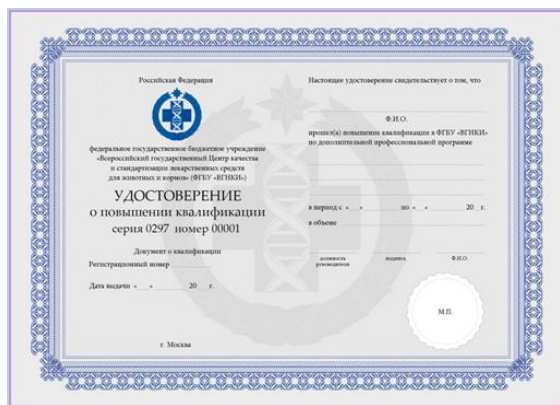 Российская Федерация
федеральное государственное бюджетное учреждение
«Всероссийский государственный Центр качества
и стандартизации лекарственных средств
для животных и кормов» (ФГБУ «ВГНКИ»)
УДОСТОВЕРЕНИЕ
о повышении квалификации
серия 0297 номер 00001
Документ о квалификации
Регистрационный номер
Дата выдачи « » 20 г.
г. Москва
Настоящее удостоверение свидетельствует о том, что
Ф.И.О.
прошел(а) повышении квалификации в ФГБУ «ВГНКИ»
по дополнительной профессиональной программе
в период с « » по « » 20 г.
в объеме
должность руководителя подпись Ф.И.О.
М.П.